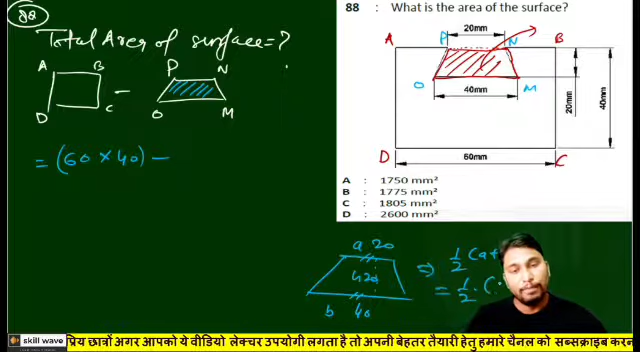 88
Total Area of surface = ?
A B
D C
-
P N
O M
= (60 × 40) -
88 : What is the area of the surface?
20mm
A P N B
O M
40mm
20mm
40mm
D 60mm C
A : 1750 mm²
B : 1775 mm²
C : 1805 mm²
D : 2600 mm²
a 20
h 20
b 40
⇒ 1/2 (a+
= 1/2 . (
skill wave
प्रिय छात्रों अगर आपको ये वीडियो लेक्चर उपयोगी लगता है तो अपनी बेहतर तैयारी हेतु हमारे चैनल को सब्सक्राइब करन